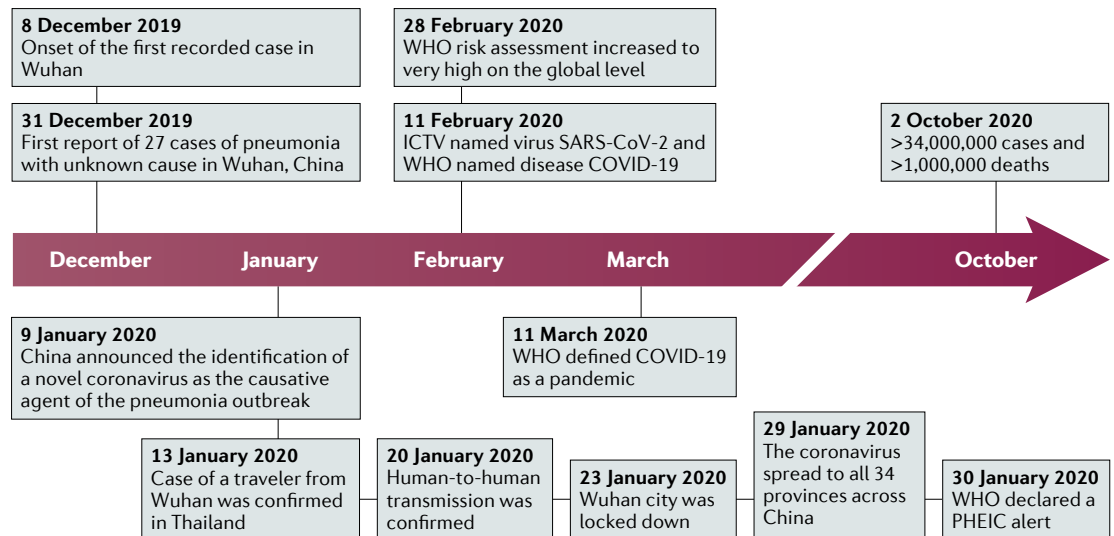 8 December 2019
Onset of the first recorded case in
Wuhan
31 December 2019
First report of 27 cases of pneumonia
with unknown cause in Wuhan, China
28 February 2020
WHO risk assessment increased to
very high on the global level
11 February 2020
ICTV named virus SARS-CoV-2 and
WHO named disease COVID-19
2 October 2020
>34,000,000 cases and
>1,000,000 deaths
December
January
February
March
October
9 January 2020
China announced the identification of
a novel coronavirus as the causative
agent of the pneumonia outbreak
11 March 2020
WHO defined COVID-19
as a pandemic
13 January 2020
Case of a traveler from
Wuhan was confirmed
in Thailand
20 January 2020
Human-to-human
transmission was
confirmed
23 January 2020
Wuhan city was
locked down
29 January 2020
The coronavirus
spread to all 34
provinces across
China
30 January 2020
WHO declared a
PHEIC alert